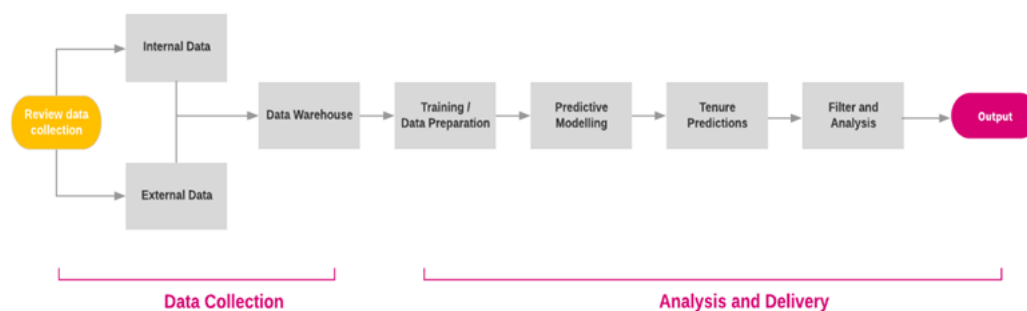 Internal Data
Review data
collection
External Data
Data Warehouse
Training /
Data Preparation
Predictive
Modelling
Tenure
Predictions
Filter and
Analysis
Output
Data Collection
Analysis and Delivery